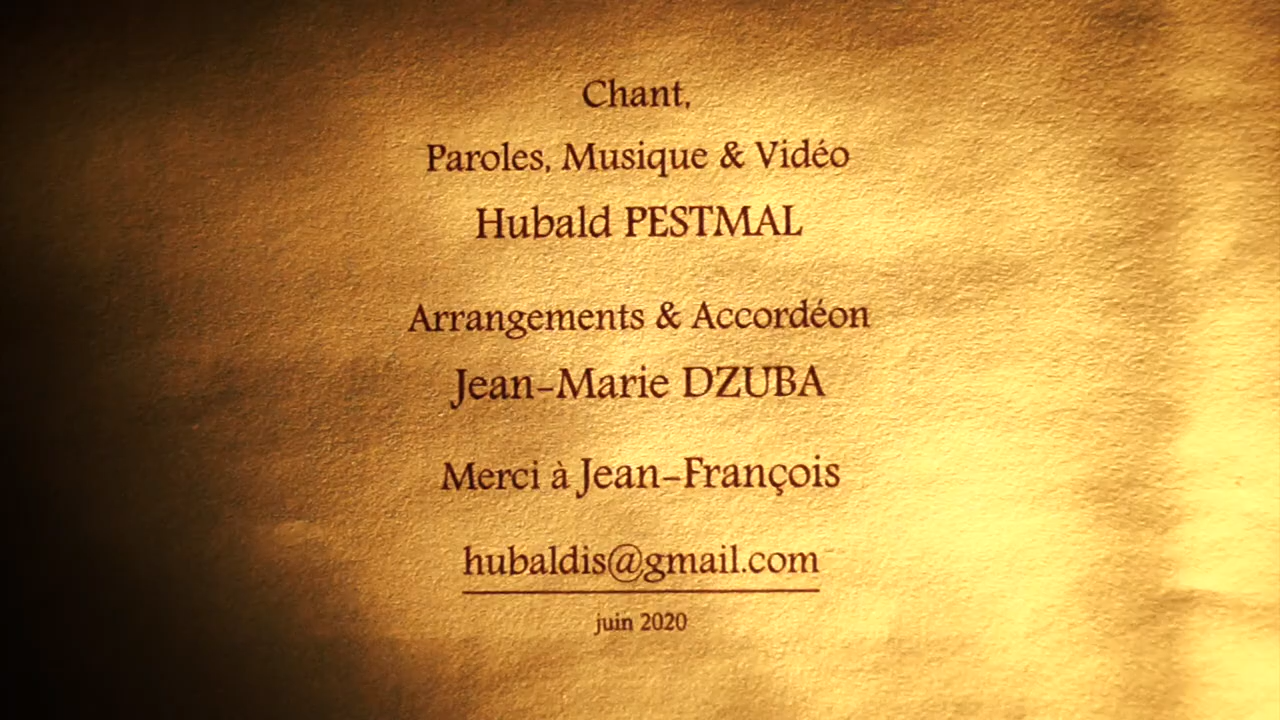 Chant,
Paroles, Musique & Vidéo
Hubald PESTMAL
Arrangements & Accordéon
Jean-Marie DZUBA
Merci à Jean-François
hubaldis@gmail.com
juin 2020